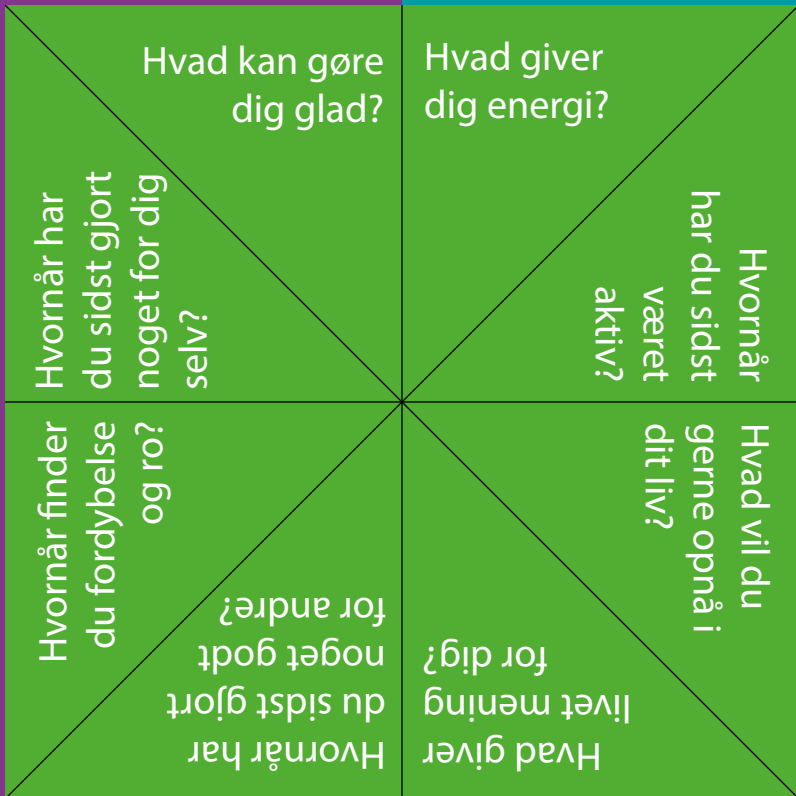 Hvad kan gøre
dig glad?
Hvad giver
dig energi?
Hvornår
har du sidst
været
aktiv?
Hvad vil du
gerne opnå i
dit liv?
Hvad giver
livet mening
for dig?
Hvornår har
du sidst gjort
noget godt
for andre?
Hvornår finder
du fordybelse
og ro?
Hvornår har
du sidst gjort
noget for dig
selv?